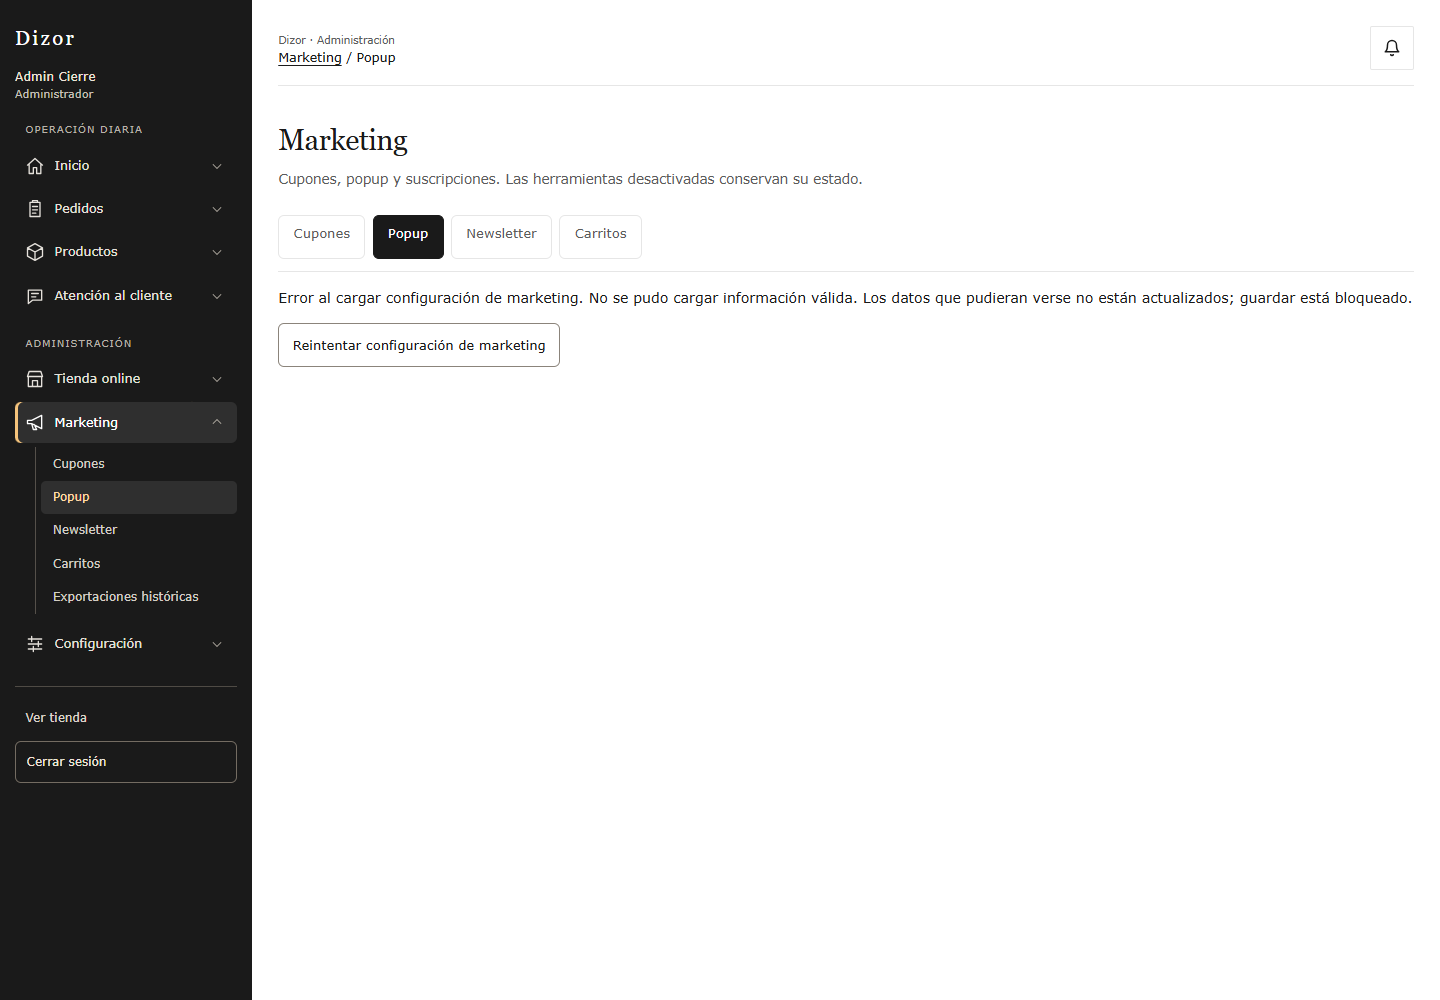 Dizor
Admin Cierre
Administrador
OPERACIÓN DIARIA
Inicio
Pedidos
Productos
Atención al cliente
ADMINISTRACIÓN
Tienda online
Marketing
Cupones
Popup
Newsletter
Carritos
Exportaciones históricas
Configuración
Ver tienda
Cerrar sesión
Dizor · Administración
Marketing / Popup
Marketing
Cupones, popup y suscripciones. Las herramientas desactivadas conservan su estado.
Cupones Popup Newsletter Carritos
Error al cargar configuración de marketing. No se pudo cargar información válida. Los datos que pudieran verse no están actualizados; guardar está bloqueado.
Reintentar configuración de marketing